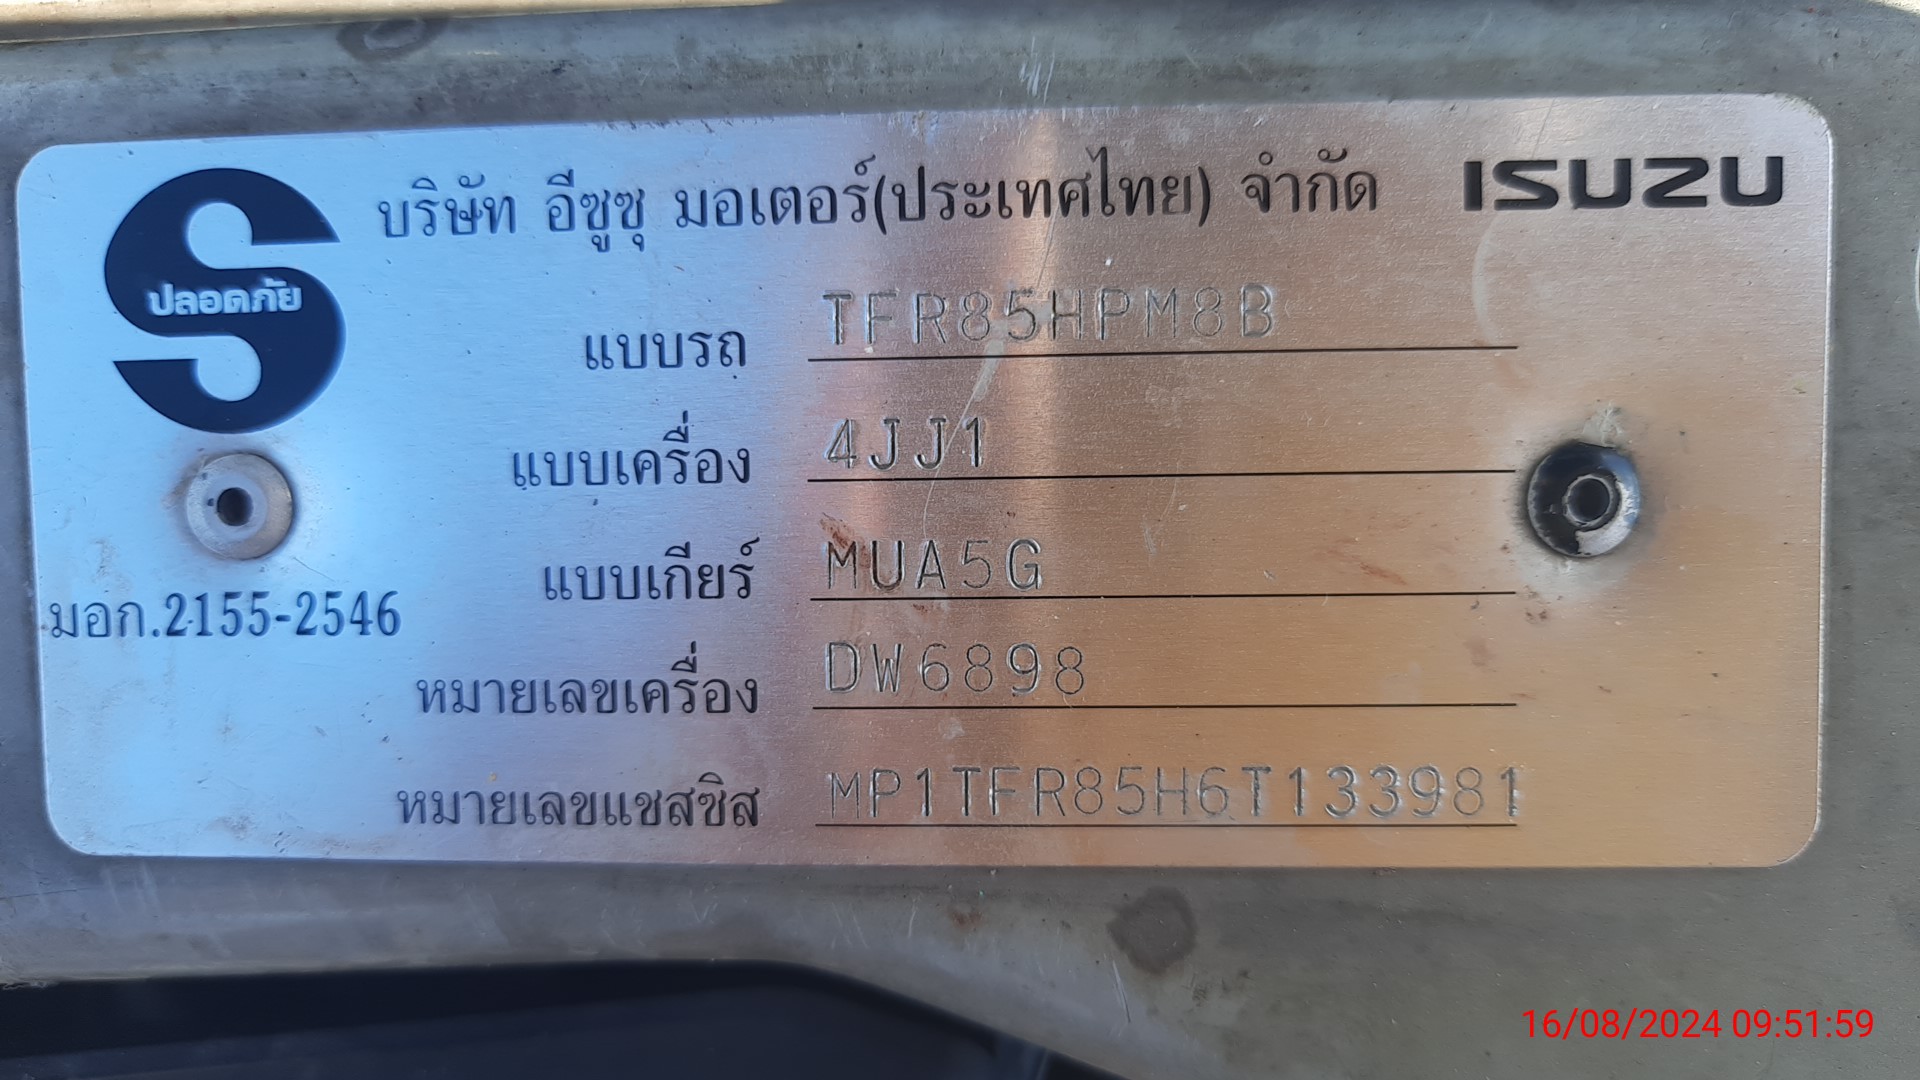 บริษัท อีซูซุ มอเตอร์(ประเทศไทย) จำกัด ISUZU
ปลอดภัย
แบบรถ TFR85HPM8B
แบบเครื่อง 4JJ1
แบบเกียร์ MUA5G
มอก.2155-2546
หมายเลขเครื่อง DW6898
หมายเลขแชสซิส MP1TFR85H6T133981
16/08/2024 09:51:59